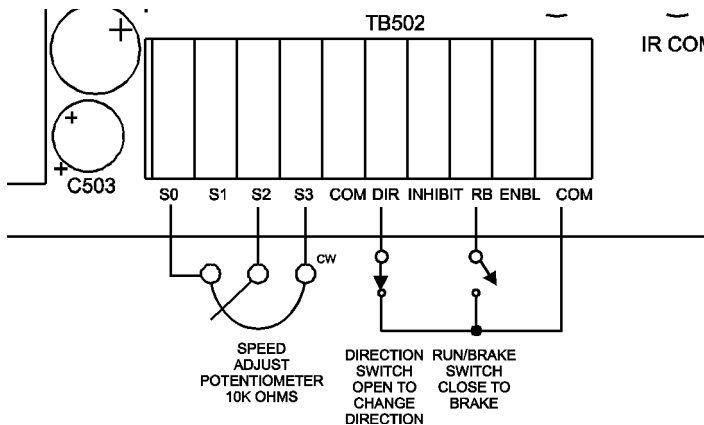 TB502
IR COM
C503
S0 S1 S2 S3 COM DIR INHIBIT RB ENBL COM
CW
SPEED
ADJUST
POTENTIOMETER
10K OHMS
DIRECTION
SWITCH
OPEN TO
CHANGE
DIRECTION
RUN/BRAKE
SWITCH
CLOSE TO
BRAKE